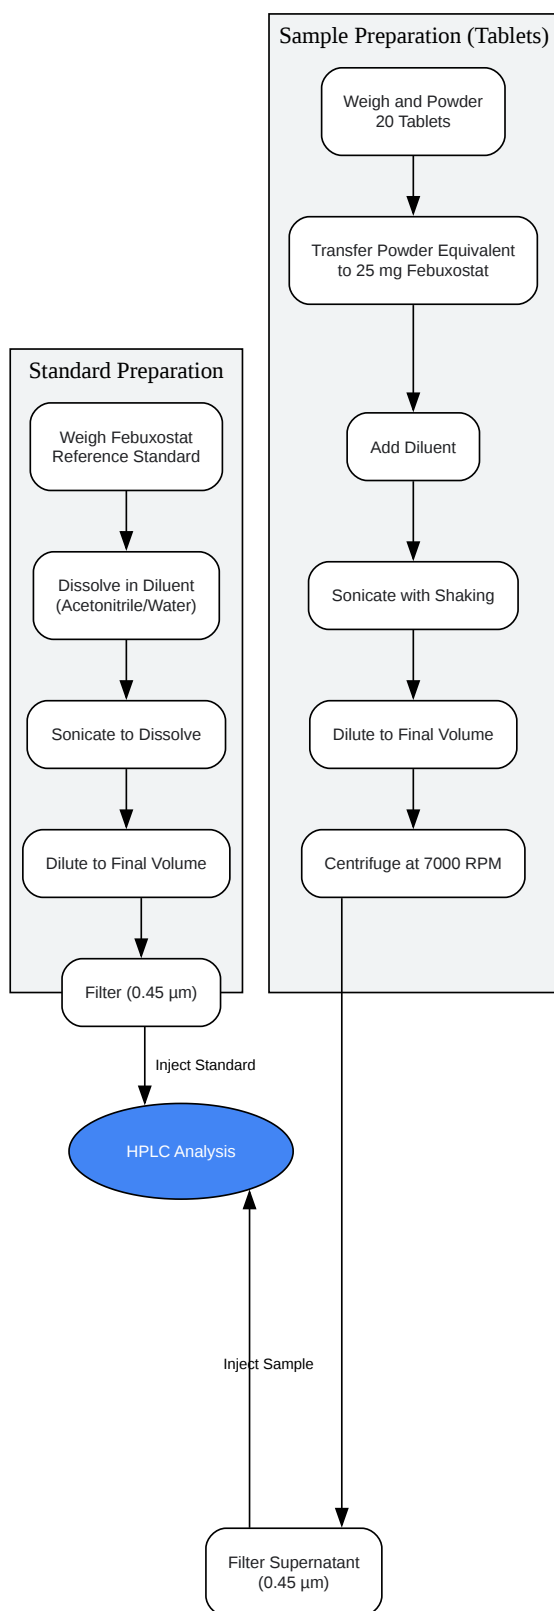 Sample Preparation (Tablets)
Weigh and Powder
20 Tablets
Transfer Powder Equivalent
to 25 mg Febuxostat
Add Diluent
Sonicate with Shaking
Dilute to Final Volume
Centrifuge at 7000 RPM
Standard Preparation
Weigh Febuxostat
Reference Standard
Dissolve in Diluent
(Acetonitrile/Water)
Sonicate to Dissolve
Dilute to Final Volume
Filter (0.45 µm)
Inject Standard
HPLC Analysis
Inject Sample
Filter Supernatant
(0.45 µm)